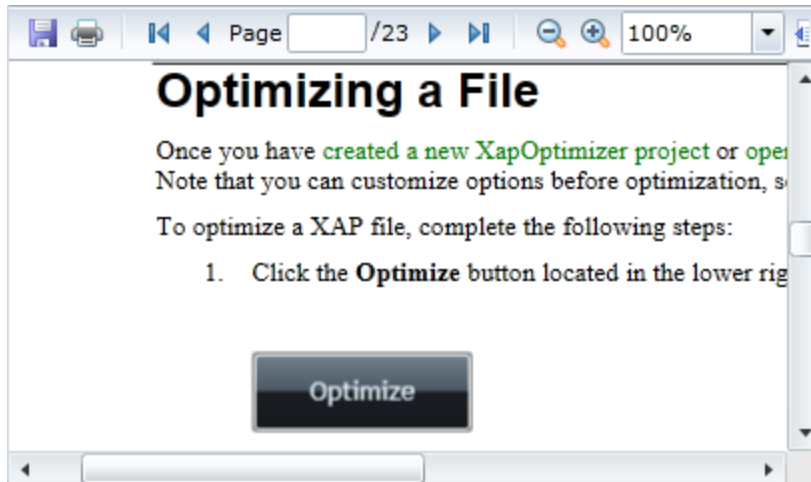 Page /23 100%
Optimizing a File
Once you have created a new XapOptimizer project or open
Note that you can customize options before optimization, s
To optimize a XAP file, complete the following steps:
1. Click the Optimize button located in the lower rig
Optimize